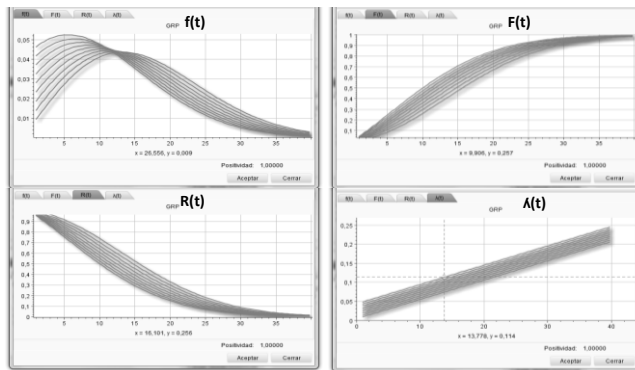 f(t) F(t) R(t) λ(t)
f(t)
GRP
0,05
0,04
0,03
0,02
0,01
5 10 15 20 25 30 35
x = 26,556, y = 0,009
Positividad: 1,00000
Aceptar Cerrar
f(t) F(t) R(t) λ(t)
F(t)
GRP
1
0,9
0,8
0,7
0,6
0,5
0,4
0,3
0,2
0,1
5 10 15 20 25 30 35
x = 9,806, y = 0,257
Positividad: 1,00000
Aceptar Cerrar
f(t) F(t) R(t) λ(t)
R(t)
GRP
0,9
0,8
0,7
0,6
0,5
0,4
0,3
0,2
0,1
0
5 10 15 20 25 30 35
x = 16,101, y = 0,256
Positividad: 1,00000
Aceptar Cerrar
f(t) F(t) R(t) λ(t)
ʎ(t)
GRP
0,25
0,2
0,15
0,1
0,05
0
0 10 20 30 40
x = 13,778, y = 0,114
Positividad: 1,00000
Aceptar Cerrar